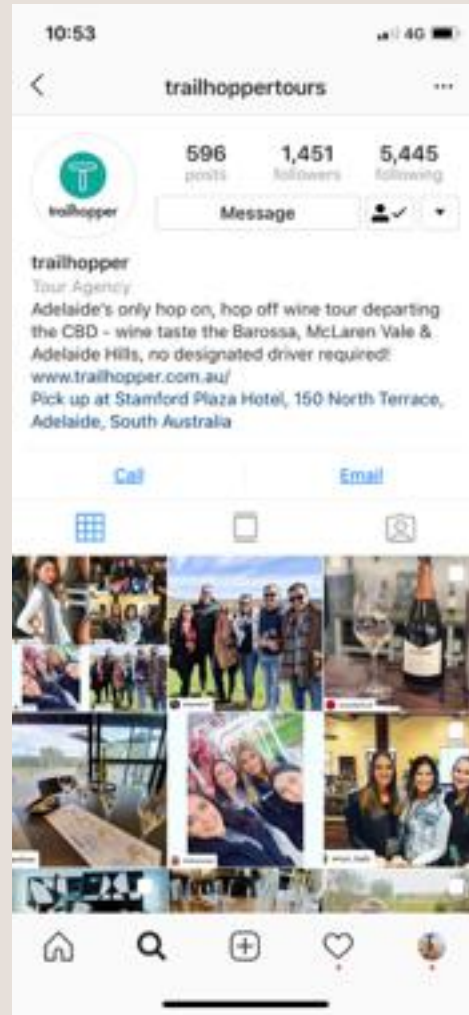 10:53
4G
trailhoppertours
596 1,451 5,445
posts followers following
trailhopper
Message
trailhopper
Tour Agency
Adelaide's only hop on, hop off wine tour departing
the CBD - wine taste the Barossa, McLaren Vale &
Adelaide Hills, no designated driver required!
www.trailhopper.com.au/
Pick up at Stamford Plaza Hotel, 150 North Terrace,
Adelaide, South Australia
Call Email